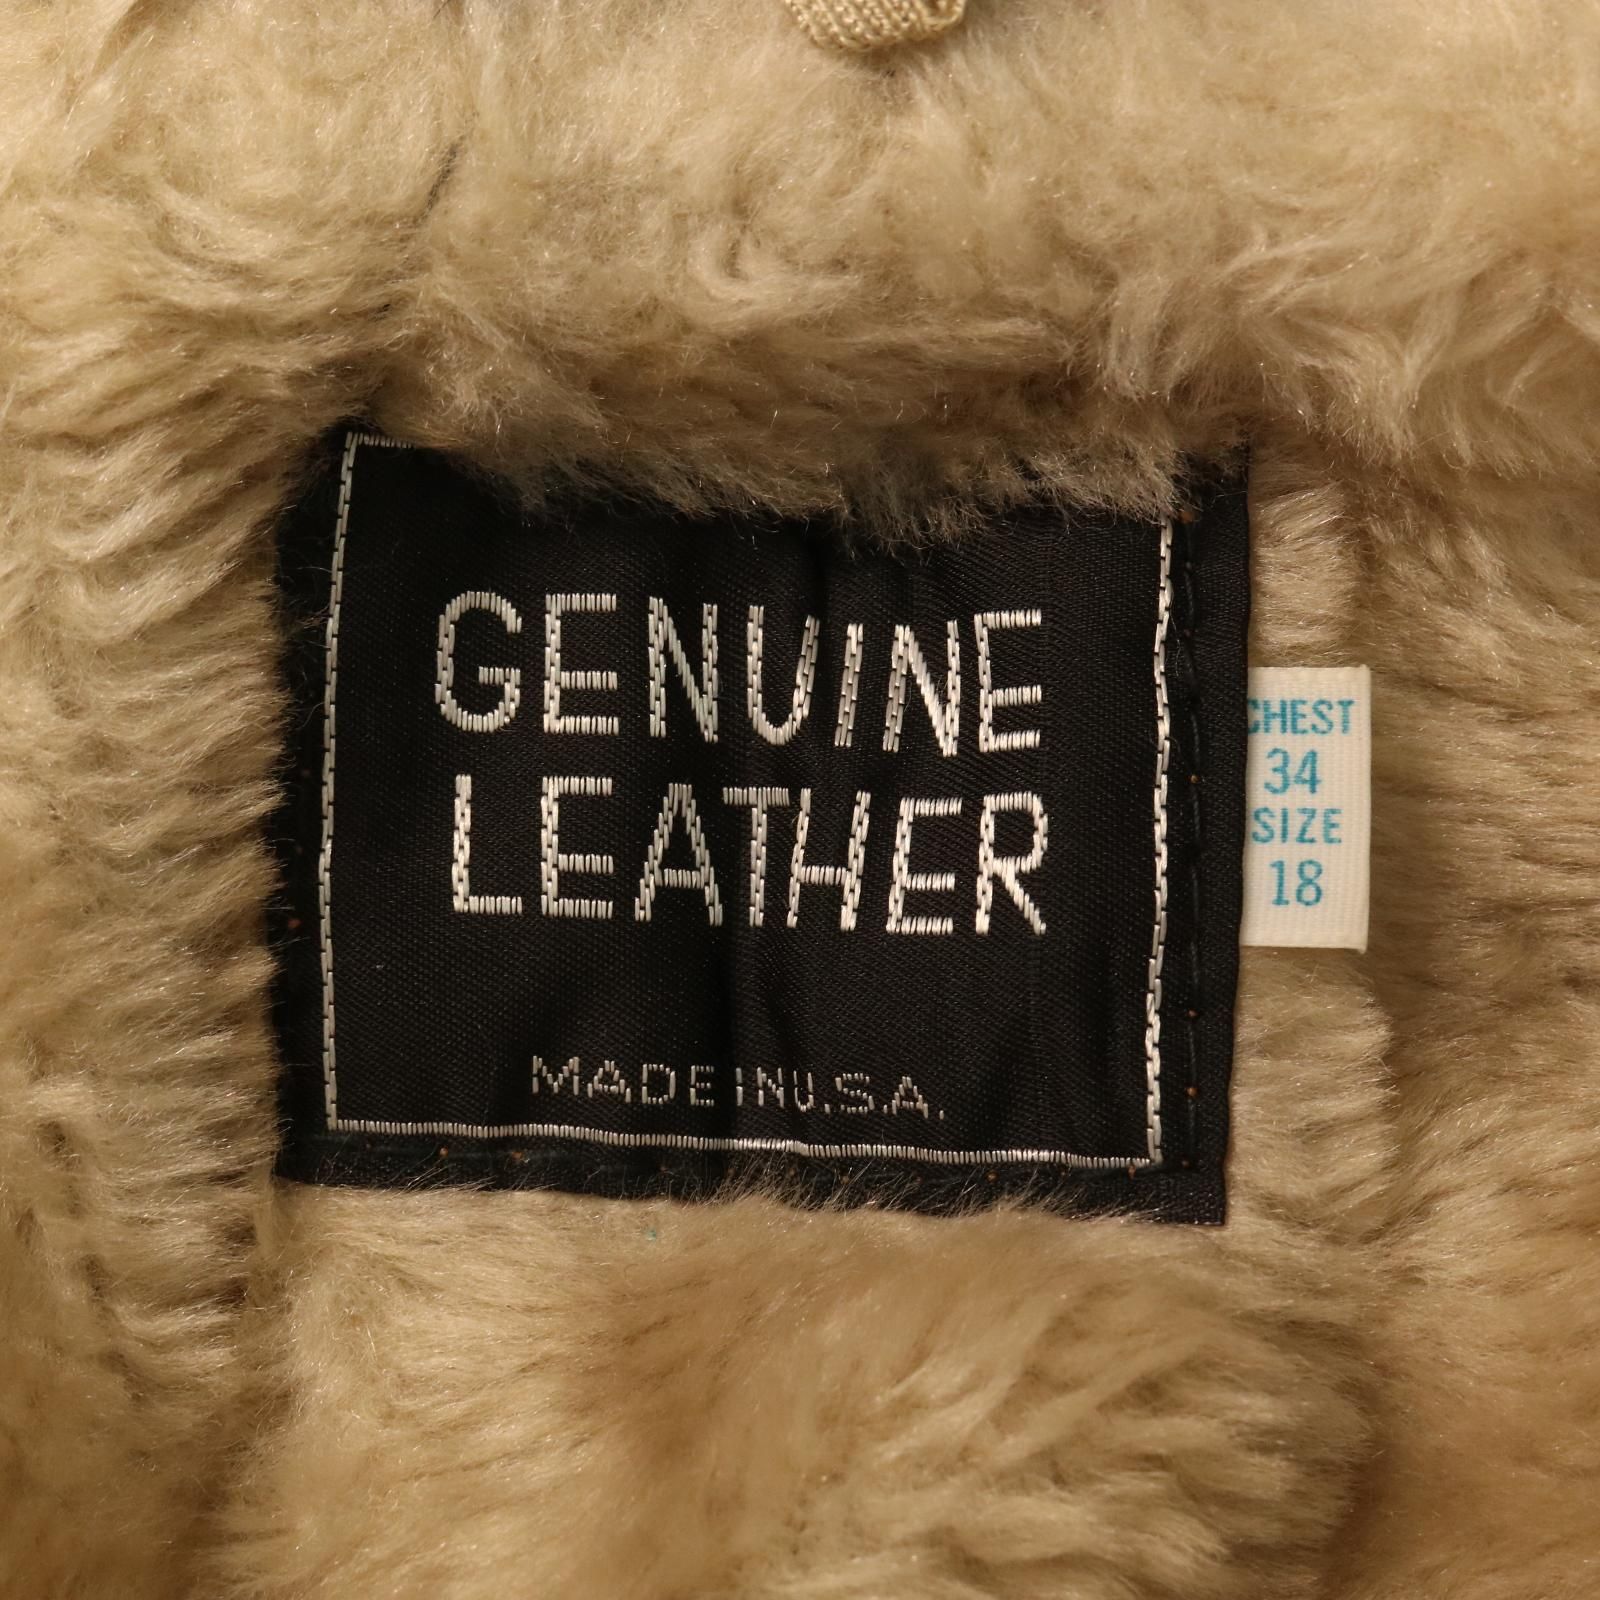 GENUINE
LEATHER
MADE IN U.S.A.
CHEST
34
SIZE
18